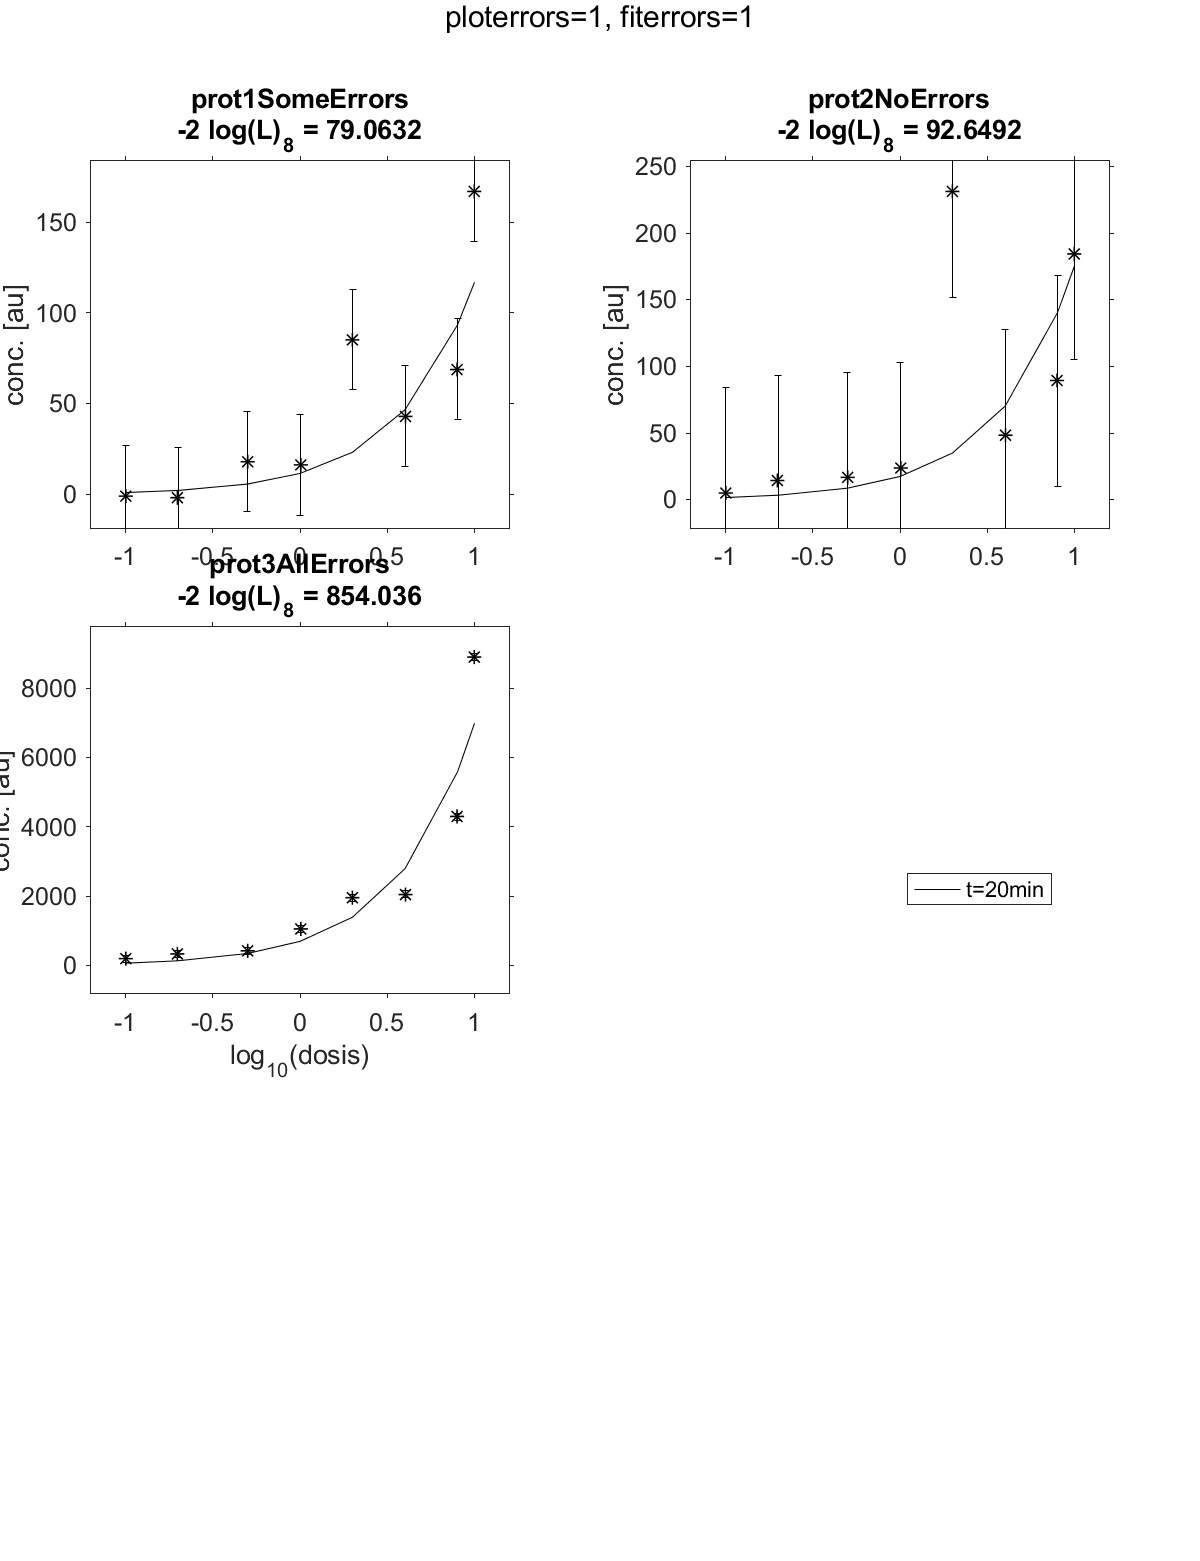 ploterrors=1, fiterrors=1
prot1SomeErrors
-2 log(L)8 = 79.0632
150
100
50
0
conc. [au]
-1 -0.5 0 0.5 1
prot2NoErrors
-2 log(L)8 = 92.6492
250
200
150
100
50
0
conc. [au]
-1 -0.5 0 0.5 1
prot3AllErrors
-2 log(L)8 = 854.036
8000
6000
4000
2000
0
conc. [au]
-1 -0.5 0 0.5 1
log10(dosis)
t=20min